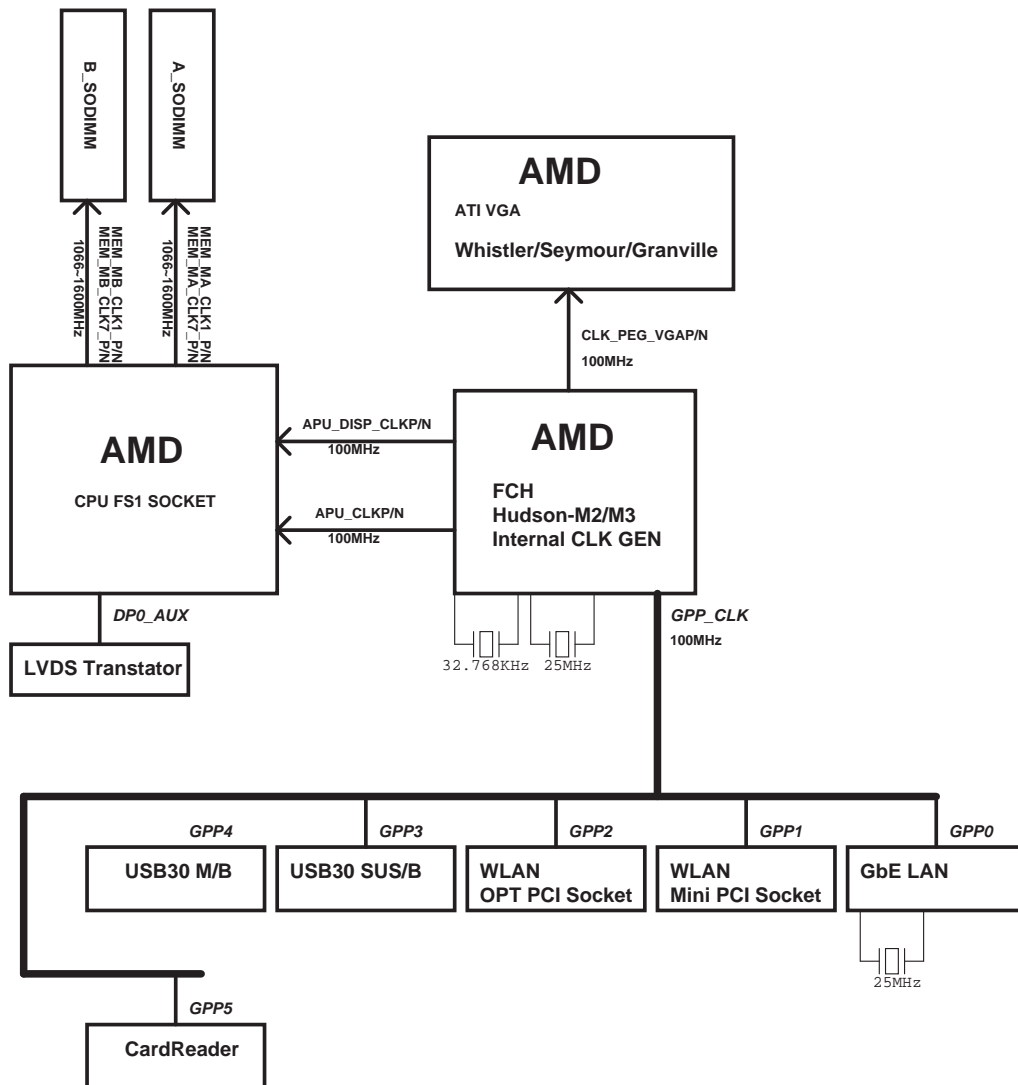 B_SODIMM
A_SODIMM
MEM_MB_CLK1_P/N
MEM_MB_CLK7_P/N
1066~1600MHz
MEM_MA_CLK1_P/N
MEM_MA_CLK7_P/N
1066~1600MHz
AMD
ATI VGA
Whistler/Seymour/Granville
CLK_PEG_VGAP/N
100MHz
AMD
CPU FS1 SOCKET
APU_DISP_CLKP/N
100MHz
APU_CLKP/N
100MHz
AMD
FCH
Hudson-M2/M3
Internal CLK GEN
DP0_AUX
LVDS Transtator
32.768KHz
25MHz
GPP_CLK
100MHz
GPP4
USB30 M/B
GPP3
USB30 SUS/B
GPP2
WLAN
OPT PCI Socket
GPP1
WLAN
Mini PCI Socket
GPP0
GbE LAN
25MHz
GPP5
CardReader